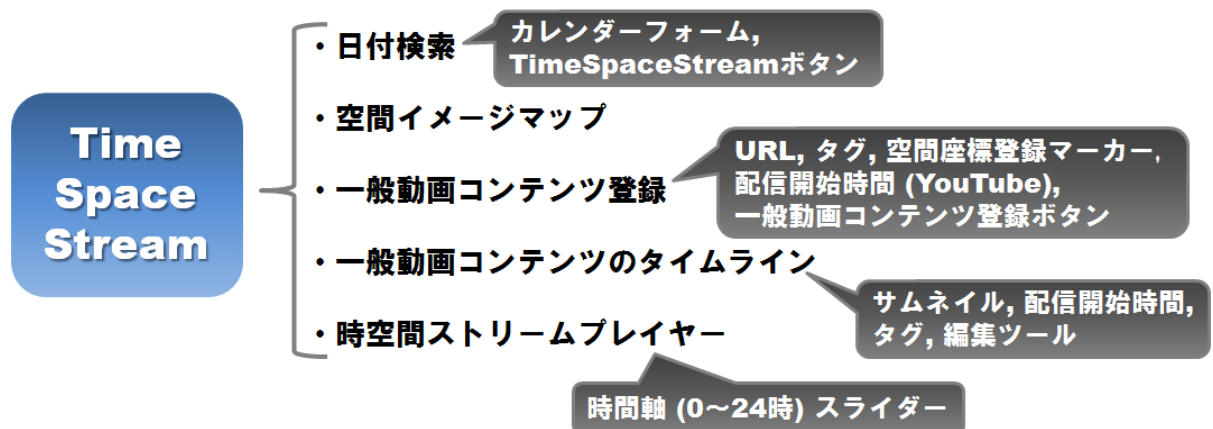 Time
Space
Stream
・日付検索
カレンダーフォーム,
TimeSpaceStreamボタン
・空間イメージマップ
・一般動画コンテンツ登録
URL, タグ, 空間座標登録マーカー,
配信開始時間 (YouTube),
一般動画コンテンツ登録ボタン
・一般動画コンテンツのタイムライン
サムネイル, 配信開始時間,
タグ, 編集ツール
・時空間ストリームプレイヤー
時間軸 (0～24時) スライダー